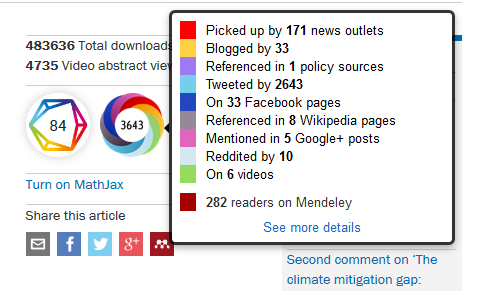 483636 Total downloads
4735 Video abstract view
84
3643
Turn on MathJax
Share this article
g+
Picked up by 171 news outlets
Blogged by 33
Referenced in 1 policy sources
Tweeted by 2643
On 33 Facebook pages
Referenced in 8 Wikipedia pages
Mentioned in 5 Google+ posts
Reddited by 10
On 6 videos
282 readers on Mendeley
See more details
Second comment on ‘The
climate mitigation gap: